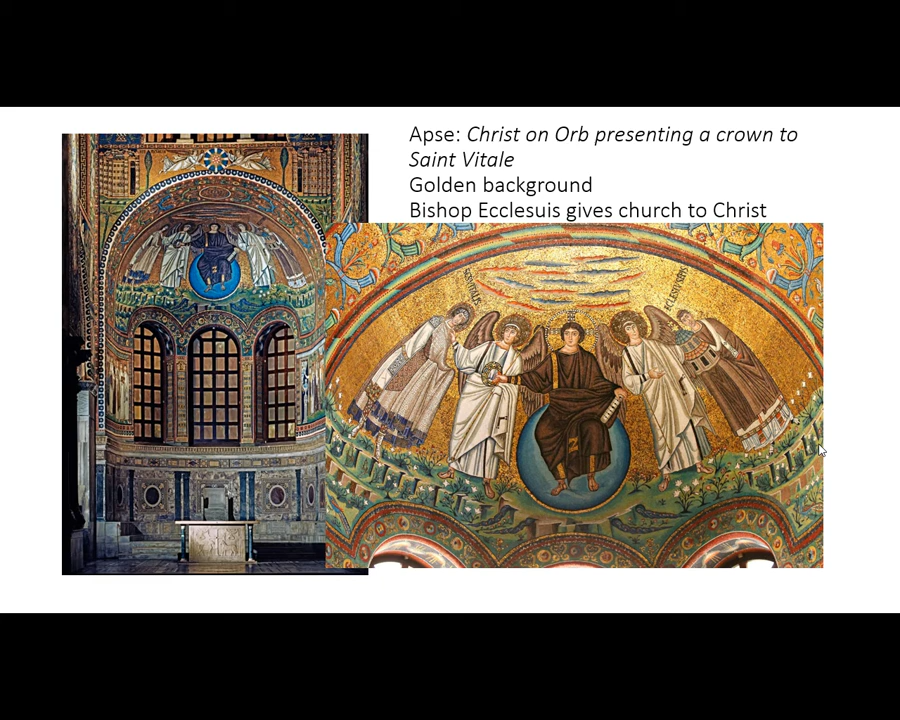 Apse: Christ on Orb presenting a crown to
Saint Vitale
Golden background
Bishop Ecclesuis gives church to Christ